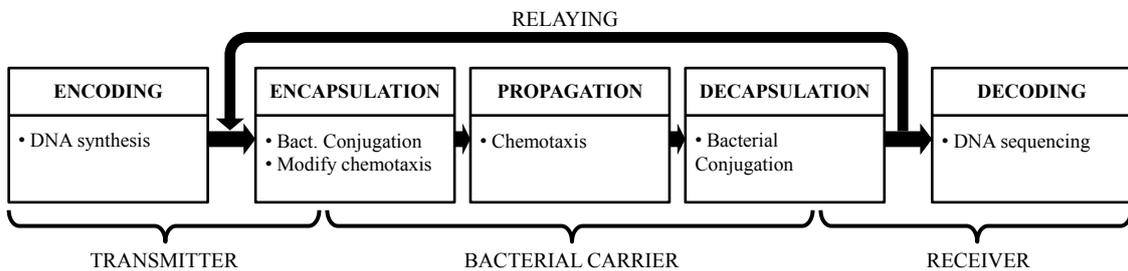 RELAYING
ENCODING
• DNA synthesis
ENCAPSULATION
• Bact. Conjugation
• Modify chemotaxis
PROPAGATION
• Chemotaxis
DECAPSULATION
• Bacterial
Conjugation
DECODING
• DNA sequencing
TRANSMITTER
BACTERIAL CARRIER
RECEIVER